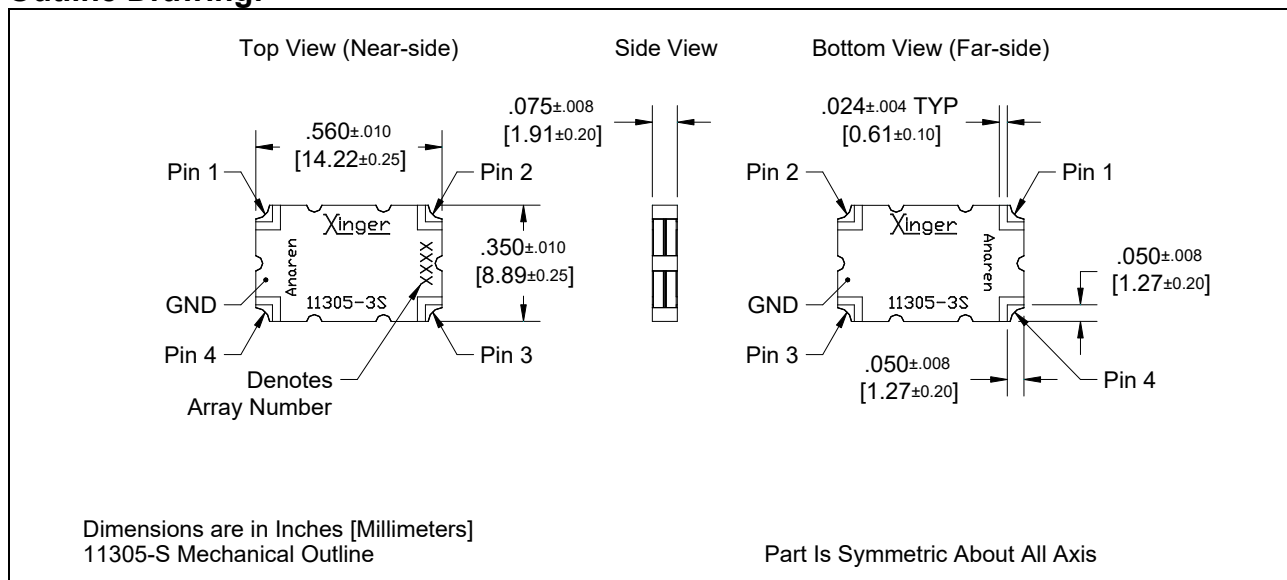 Outline Drawing:
Top View (Near-side)
Side View
Bottom View (Far-side)
.560±.010
[14.22±0.25]
.075±.008
[1.91±0.20]
.024±.004 TYP
[0.61±0.10]
Pin 1
Pin 2
Pin 2
Pin 1
Xinger
Anaren
XXXX
11305-3S
.350±.010
[8.89±0.25]
Xinger
Anaren
11305-3S
.050±.008
[1.27±0.20]
GND
GND
Pin 4
Pin 3
Pin 3
Pin 4
Denotes
Array Number
.050±.008
[1.27±0.20]
Dimensions are in Inches [Millimeters]
11305-S Mechanical Outline
Part Is Symmetric About All Axis